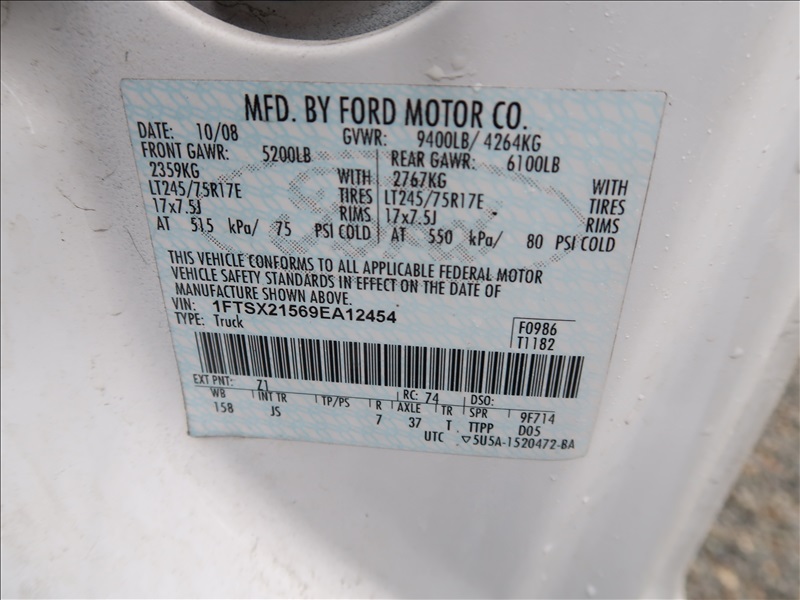 MFD. BY FORD MOTOR CO.
DATE: 10/08 GVWR: 9400LB/ 4264KG
FRONT GAWR: 5200LB REAR GAWR: 6100LB
2359KG WITH 2767KG WITH
LT245/75R17E TIRES LT245/75R17E TIRES
17x7.5J RIMS 17x7.5J RIMS
AT 515 kPa/ 75 PSI COLD AT 550 kPa/ 80 PSI COLD
THIS VEHICLE CONFORMS TO ALL APPLICABLE FEDERAL MOTOR
VEHICLE SAFETY STANDARDS IN EFFECT ON THE DATE OF
MANUFACTURE SHOWN ABOVE.
VIN: 1FTSX21569EA12454 F0986
TYPE: Truck T1182
EXT PNT: Z1 RC: 74 DSO:
WB INT TR TP/PS R AXLE TR SPR 9F714
158 JS 7 37 T TTPP D05
UTC ▽5U5A-1520472-BA